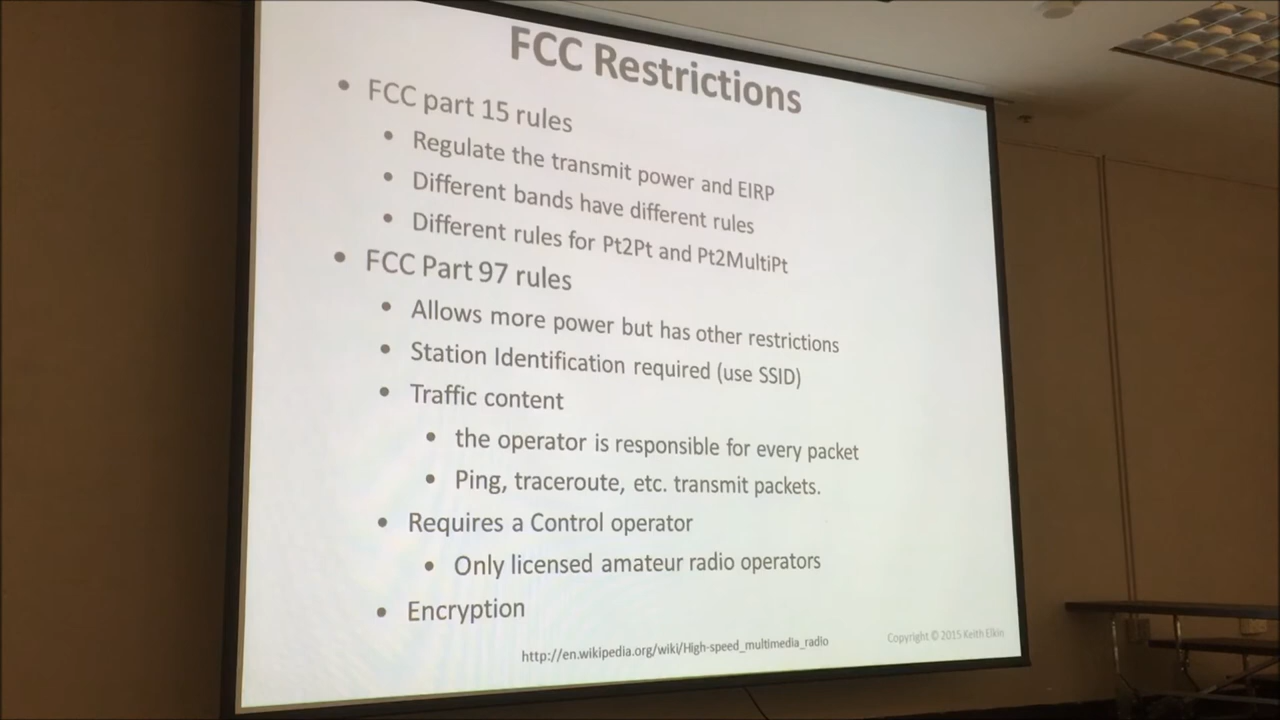 FCC Restrictions
• FCC part 15 rules
• Regulate the transmit power and EIRP
• Different bands have different rules
• Different rules for Pt2Pt and Pt2MultiPt
• FCC Part 97 rules
• Allows more power but has other restrictions
• Station Identification required (use SSID)
• Traffic content
• the operator is responsible for every packet
• Ping, traceroute, etc. transmit packets.
• Requires a Control operator
• Only licensed amateur radio operators
• Encryption
http://en.wikipedia.org/wiki/High-speed_multimedia_radio
Copyright © 2015 Keith Elkin